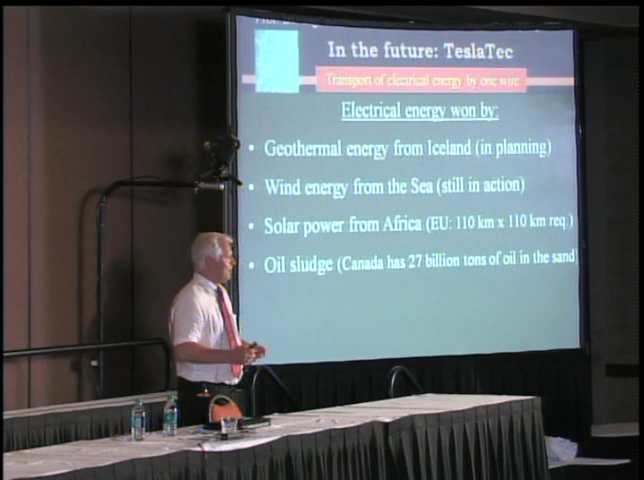 In the future: TeslaTec
Transport of electrical energy by one wire
Electrical energy won by:
• Geothermal energy from Iceland (in planning)
• Wind energy from the Sea (still in action)
• Solar power from Africa (EU: 110 km x 110 km req.)
• Oil sludge (Canada has 27 billion tons of oil in the sand